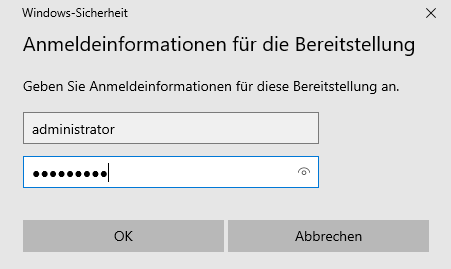 Windows-Sicherheit
Anmeldeinformationen für die Bereitstellung
Geben Sie Anmeldeinformationen für diese Bereitstellung an.
administrator
●●●●●●●●●
OK Abbrechen